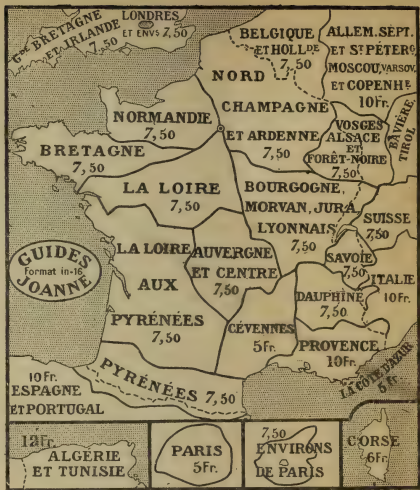 LONDRES
ET ENVS 7,50
GDE BRETAGNE
ET IRLANDE
7,50
BELGIQUE
ET HOLLDE
7,50
ALLEM. SEPT.
ET ST PÉTERG
MOSCOU, VARSOV.
ET COPENHE
10Fr.
NORD
CHAMPAGNE
ET ARDENNE
7,50
NORMANDIE
7,50
VOSGES
ALSACE
ET
FORÊT-NOIRE
7,50
BAVIÈRE
TIROL
BRETAGNE
7,50
LA LOIRE
7,50
BOURGOGNE,
MORVAN, JURA
LYONNAIS
7,50
SUISSE
7,50
GUIDES
Format in-16
JOANNE
LA LOIRE
AUX
PYRÉNÉES
7,50
AUVERGNE
ET CENTRE
7,50
SAVOIE
7,50
ITALIE
10Fr.
DAUPHINÉ
7,50
CÉVENNES
5Fr.
PROVENCE
10Fr.
LA CÔTE D'AZUR
5 Fr.
PYRÉNÉES 7,50
10Fr.
ESPAGNE
ET PORTUGAL
12Fr.
ALGÉRIE
ET TUNISIE
PARIS
5Fr.
7,50
ENVIRONS
DE PARIS
CORSE
6Fr.